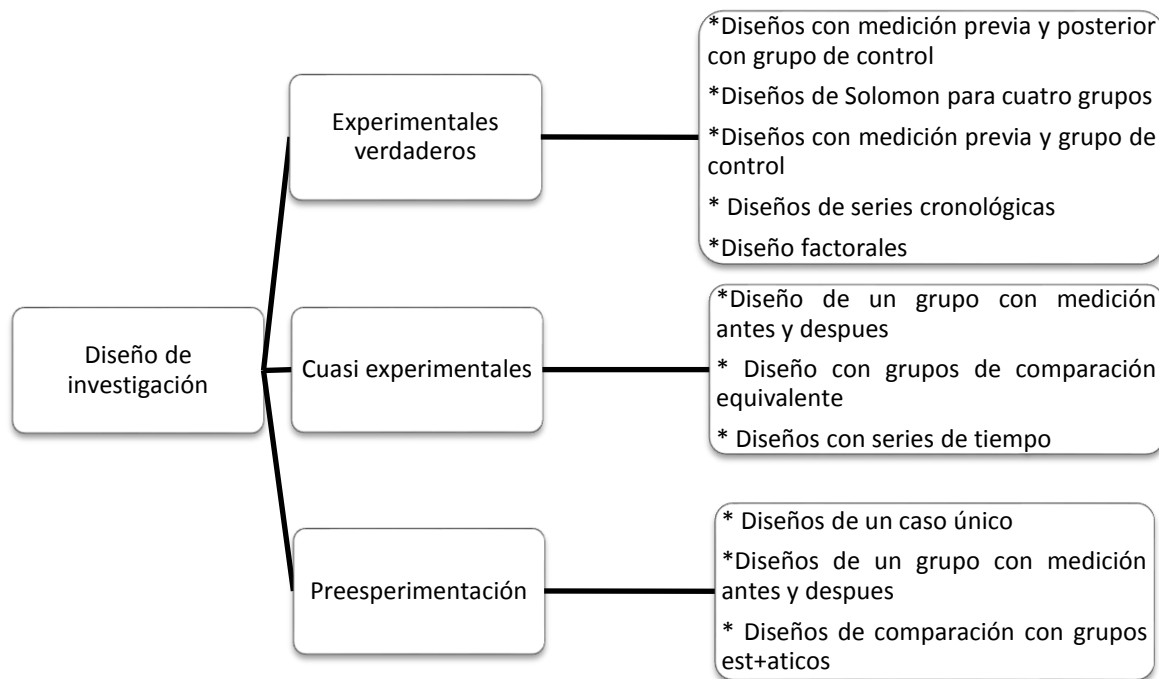 Diseño de
investigación
Experimentales
verdaderos
*Diseños con medición previa y posterior
con grupo de control
*Diseños de Solomon para cuatro grupos
*Diseños con medición previa y grupo de
control
* Diseños de series cronológicas
*Diseño factorales
Cuasi experimentales
*Diseño de un grupo con medición
antes y despues
* Diseño con grupos de comparación
equivalente
* Diseños con series de tiempo
Preesperimentación
* Diseños de un caso único
*Diseños de un grupo con medición
antes y despues
* Diseños de comparación con grupos
est+aticos